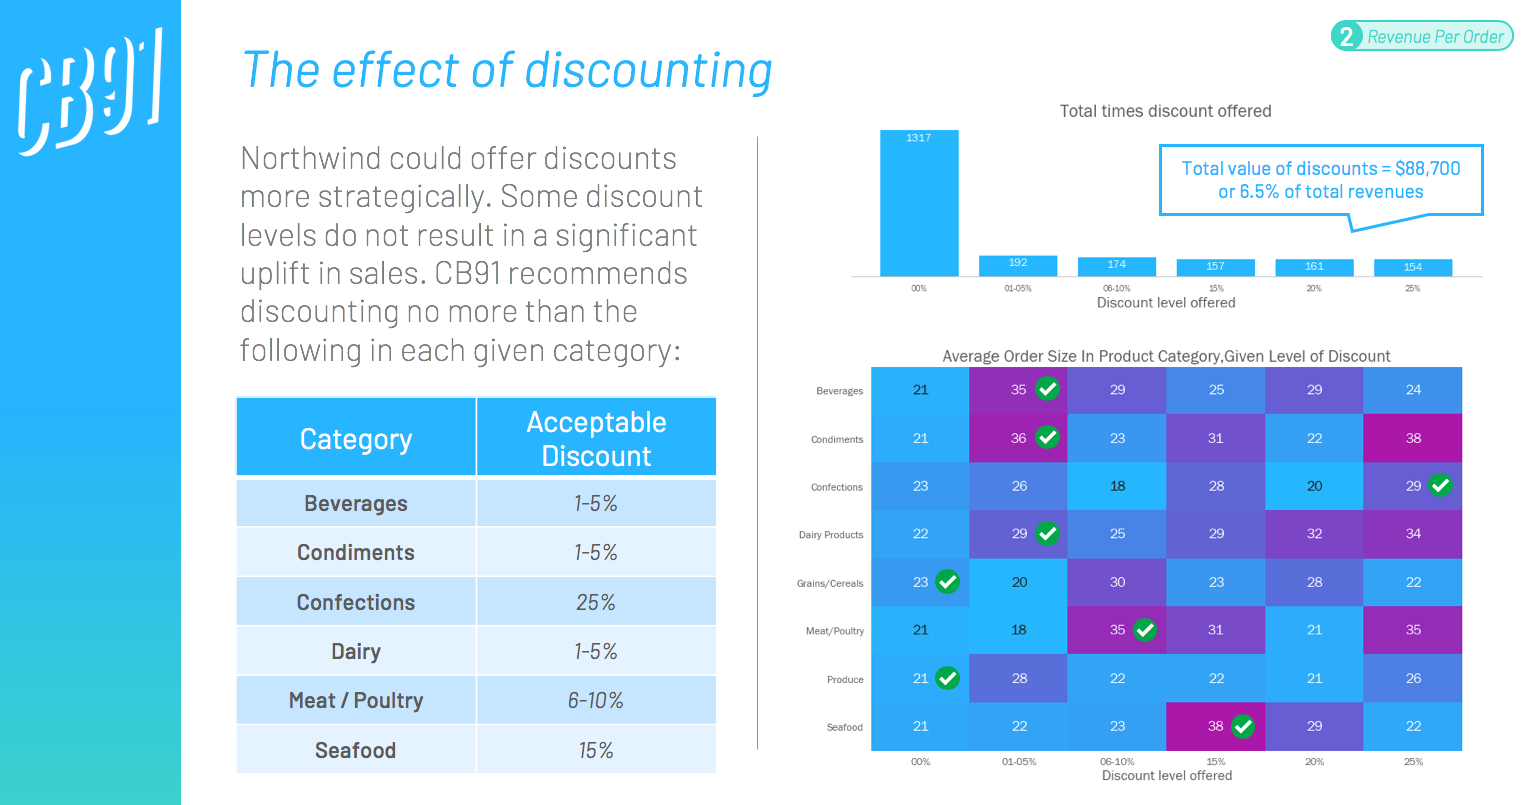 CB91
The effect of discounting
2 Revenue Per Order
Northwind could offer discounts
more strategically. Some discount
levels do not result in a significant
uplift in sales. CB91 recommends
discounting no more than the
following in each given category:
Category Acceptable Discount
Beverages 1-5%
Condiments 1-5%
Confections 25%
Dairy 1-5%
Meat / Poultry 6-10%
Seafood 15%
Total times discount offered
Total value of discounts = $88,700
or 6.5% of total revenues
1317 192 174 157 161 154
00% 01-05% 06-10% 15% 20% 25%
Discount level offered
Average Order Size In Product Category,Given Level of Discount
Beverages 21 35 29 25 29 24
Condiments 21 36 23 31 22 38
Confections 23 26 18 28 20 29
Dairy Products 22 29 25 29 32 34
Grains/Cereals 23 20 30 23 28 22
Meat/Poultry 21 18 35 31 21 35
Produce 21 28 22 22 21 26
Seafood 21 22 23 38 29 22
00% 01-05% 06-10% 15% 20% 25%
Discount level offered